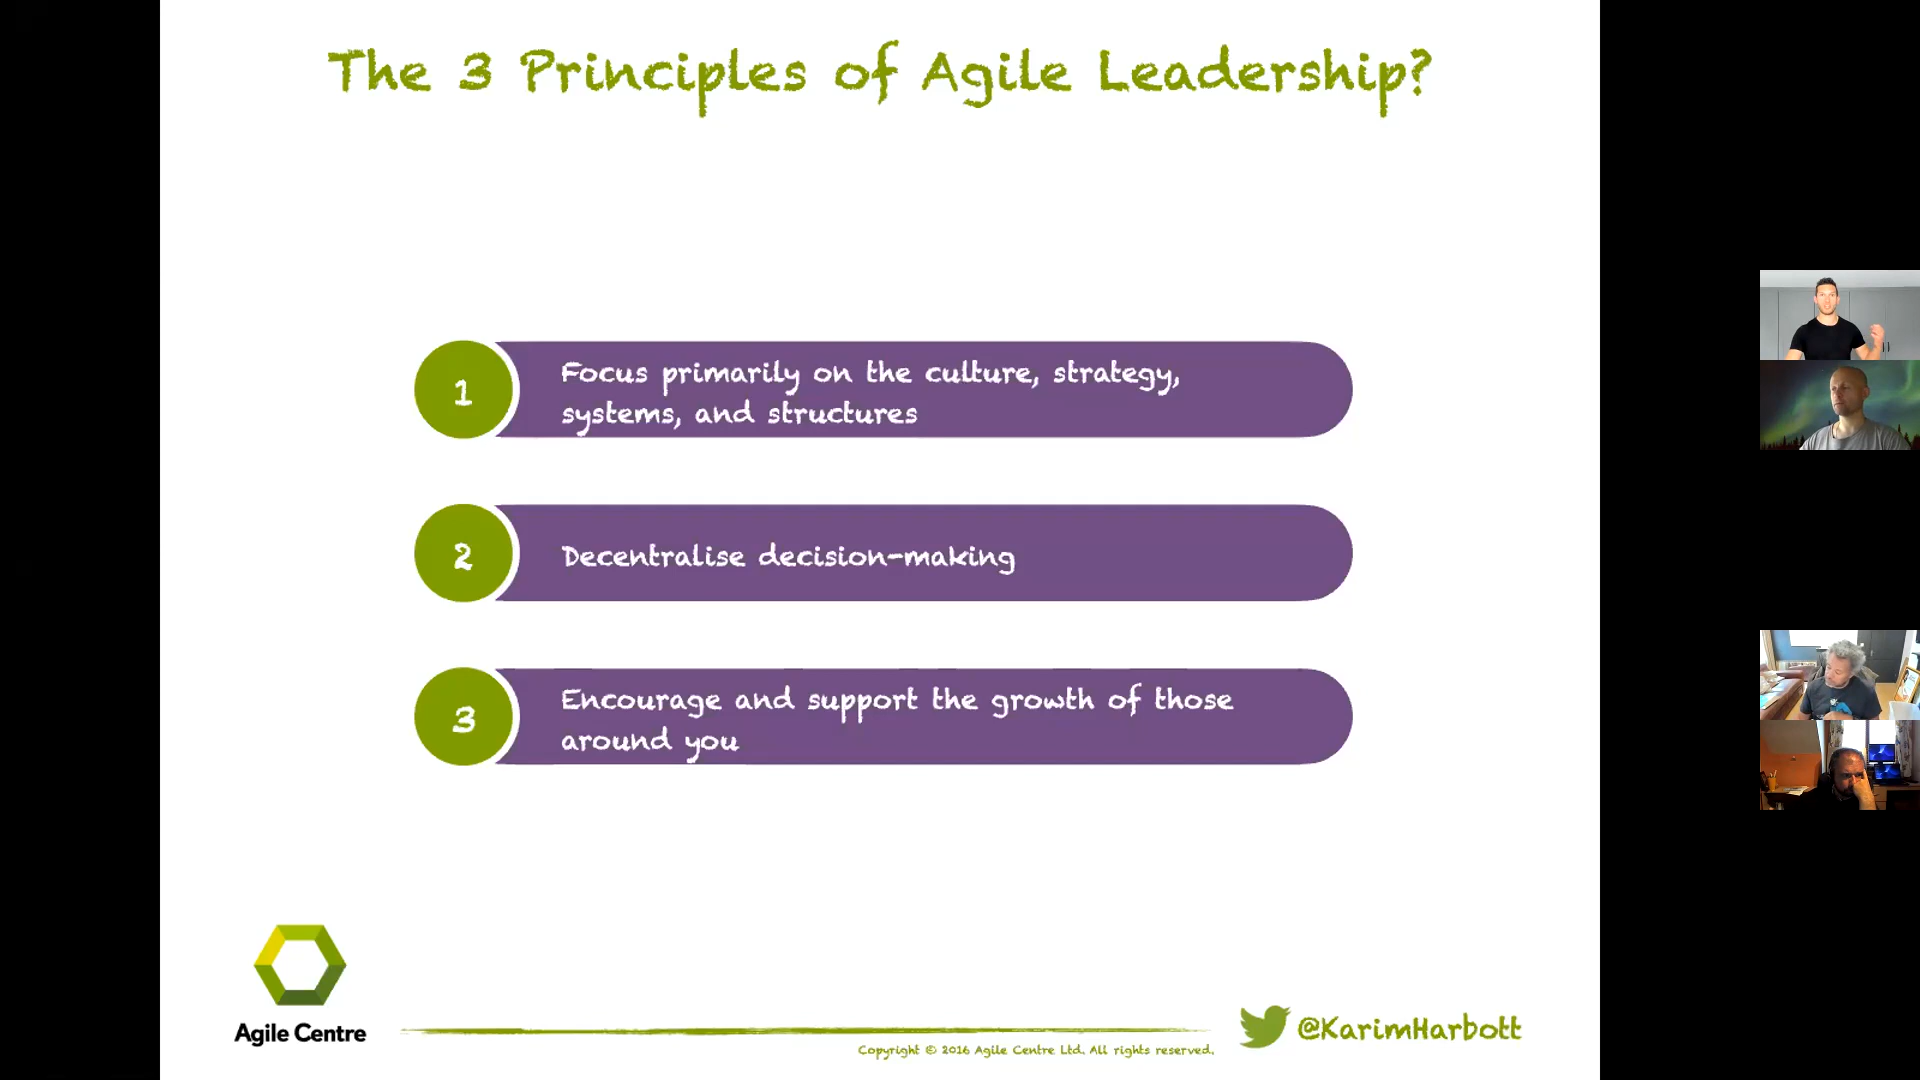 The 3 Principles of Agile Leadership?
1
Focus primarily on the culture, strategy,
systems, and structures
2
Decentralise decision-making
3
Encourage and support the growth of those
around you
Agile Centre
Copyright © 2016 Agile Centre Ltd. All rights reserved.
@KarimHarbott